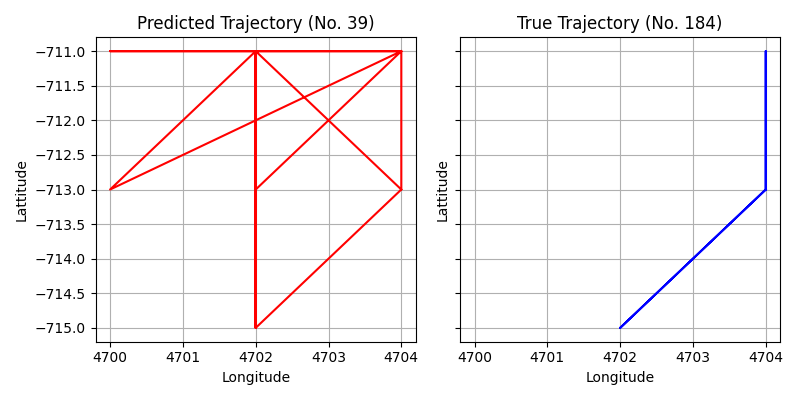 Predicted Trajectory (No. 39)
True Trajectory (No. 184)
Lattitude
−711.0
−711.5
−712.0
−712.5
−713.0
−713.5
−714.0
−714.5
−715.0
4700 4701 4702 4703 4704
Longitude
Lattitude
4700 4701 4702 4703 4704
Longitude